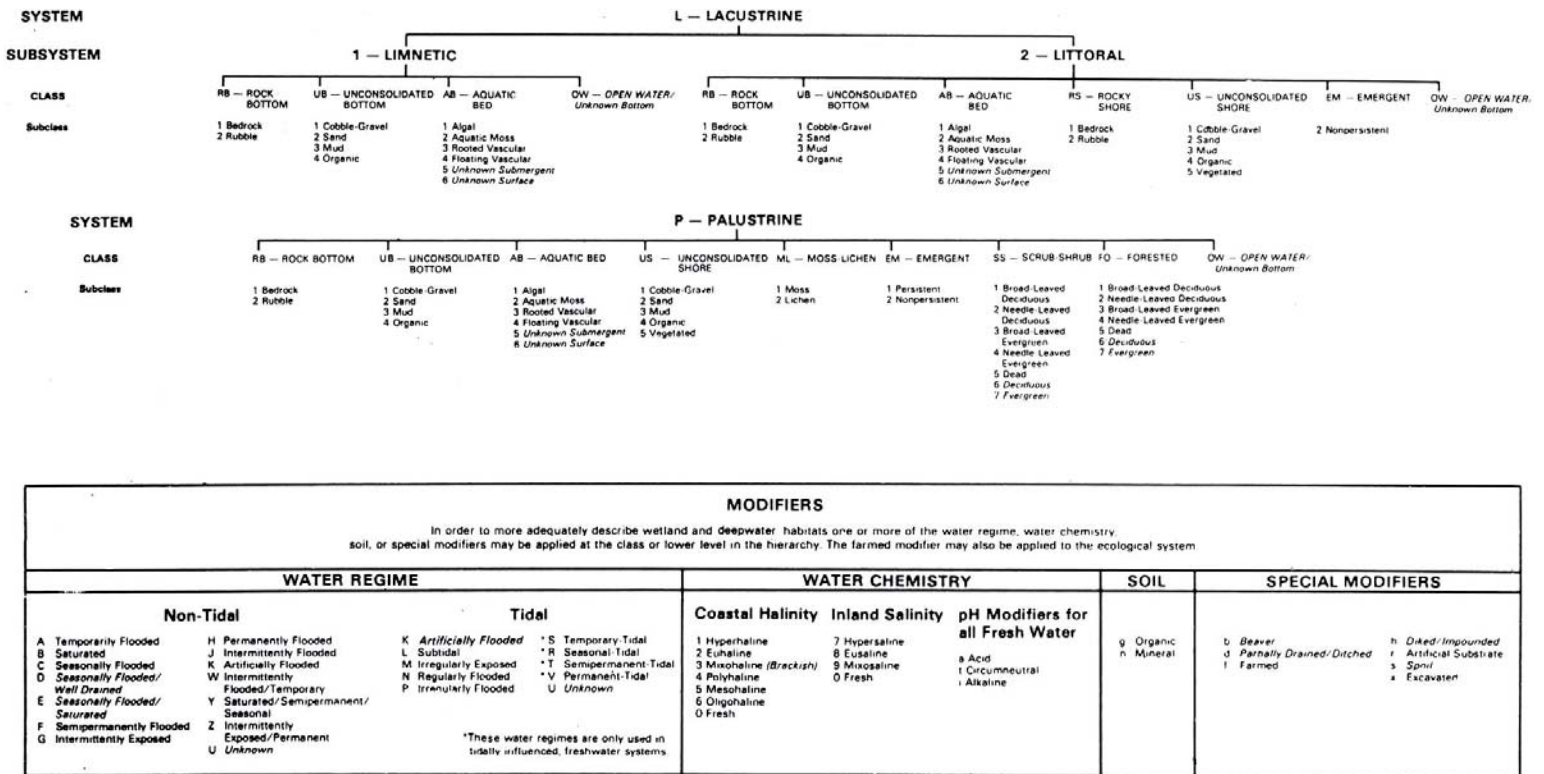 SYSTEM
L — LACUSTRINE
SUBSYSTEM
1 — LIMNETIC
2 — LITTORAL
CLASS
RB — ROCK
BOTTOM
UB — UNCONSOLIDATED
BOTTOM
AB — AQUATIC
BED
OW — OPEN WATER/
Unknown Bottom
RB — ROCK
BOTTOM
UB — UNCONSOLIDATED
BOTTOM
AB — AQUATIC
BED
RS — ROCKY
SHORE
US — UNCONSOLIDATED
SHORE
EM — EMERGENT
OW — OPEN WATER/
Unknown Bottom
Subclass
1 Bedrock
2 Rubble
1 Cobble-Gravel
2 Sand
3 Mud
4 Organic
1 Algal
2 Aquatic Moss
3 Rooted Vascular
4 Floating Vascular
5 Unknown Submergent
6 Unknown Surface
1 Bedrock
2 Rubble
1 Cobble-Gravel
2 Sand
3 Mud
4 Organic
1 Algal
2 Aquatic Moss
3 Rooted Vascular
4 Floating Vascular
5 Unknown Submergent
6 Unknown Surface
1 Bedrock
2 Rubble
1 Cobble-Gravel
2 Sand
3 Mud
4 Organic
5 Vegetated
2 Nonpersistent
SYSTEM
P — PALUSTRINE
CLASS
RB — ROCK BOTTOM
UB — UNCONSOLIDATED
BOTTOM
AB — AQUATIC BED
US — UNCONSOLIDATED
SHORE
ML — MOSS-LICHEN
EM — EMERGENT
SS — SCRUB-SHRUB
FO — FORESTED
OW — OPEN WATER/
Unknown Bottom
Subclass
1 Bedrock
2 Rubble
1 Cobble-Gravel
2 Sand
3 Mud
4 Organic
1 Algal
2 Aquatic Moss
3 Rooted Vascular
4 Floating Vascular
5 Unknown Submergent
6 Unknown Surface
1 Cobble-Gravel
2 Sand
3 Mud
4 Organic
5 Vegetated
1 Moss
2 Lichen
1 Persistent
2 Nonpersistent
1 Broad-Leaved
Deciduous
2 Needle-Leaved
Deciduous
3 Broad-Leaved
Evergreen
4 Needle-Leaved
Evergreen
5 Dead
6 Deciduous
7 Evergreen
1 Broad-Leaved Deciduous
2 Needle-Leaved Deciduous
3 Broad-Leaved Evergreen
4 Needle-Leaved Evergreen
5 Dead
6 Deciduous
7 Evergreen
MODIFIERS
In order to more adequately describe wetland and deepwater habitats one or more of the water regime, water chemistry,
soil, or special modifiers may be applied at the class or lower level in the hierarchy. The farmed modifier may also be applied to the ecological system
WATER REGIME
WATER CHEMISTRY
SOIL
SPECIAL MODIFIERS
Non-Tidal
A Temporarily Flooded
B Saturated
C Seasonally Flooded
D Seasonally Flooded/
Well Drained
E Seasonally Flooded/
Saturated
F Semipermanently Flooded
G Intermittently Exposed
H Permanently Flooded
J Intermittently Flooded
K Artificially Flooded
W Intermittently
Flooded/Temporary
Y Saturated/Semipermanent/
Seasonal
Z Intermittently
Exposed/Permanent
U Unknown
Tidal
K Artificially Flooded
L Subtidal
M Irregularly Exposed
N Regularly Flooded
P Irregularly Flooded
*S Temporary-Tidal
*R Seasonal-Tidal
*T Semipermanent-Tidal
*V Permanent-Tidal
U Unknown
*These water regimes are only used in
tidally influenced, freshwater systems
Coastal Halinity
1 Hyperhaline
2 Euhaline
3 Mixohaline (Brackish)
4 Polyhaline
5 Mesohaline
6 Oligohaline
0 Fresh
Inland Salinity
7 Hypersaline
8 Eusaline
9 Mixosaline
0 Fresh
pH Modifiers for
all Fresh Water
a Acid
t Circumneutral
i Alkaline
g Organic
n Mineral
b Beaver
d Partially Drained/Ditched
f Farmed
h Diked/Impounded
r Artificial Substrate
s Spoil
x Excavated